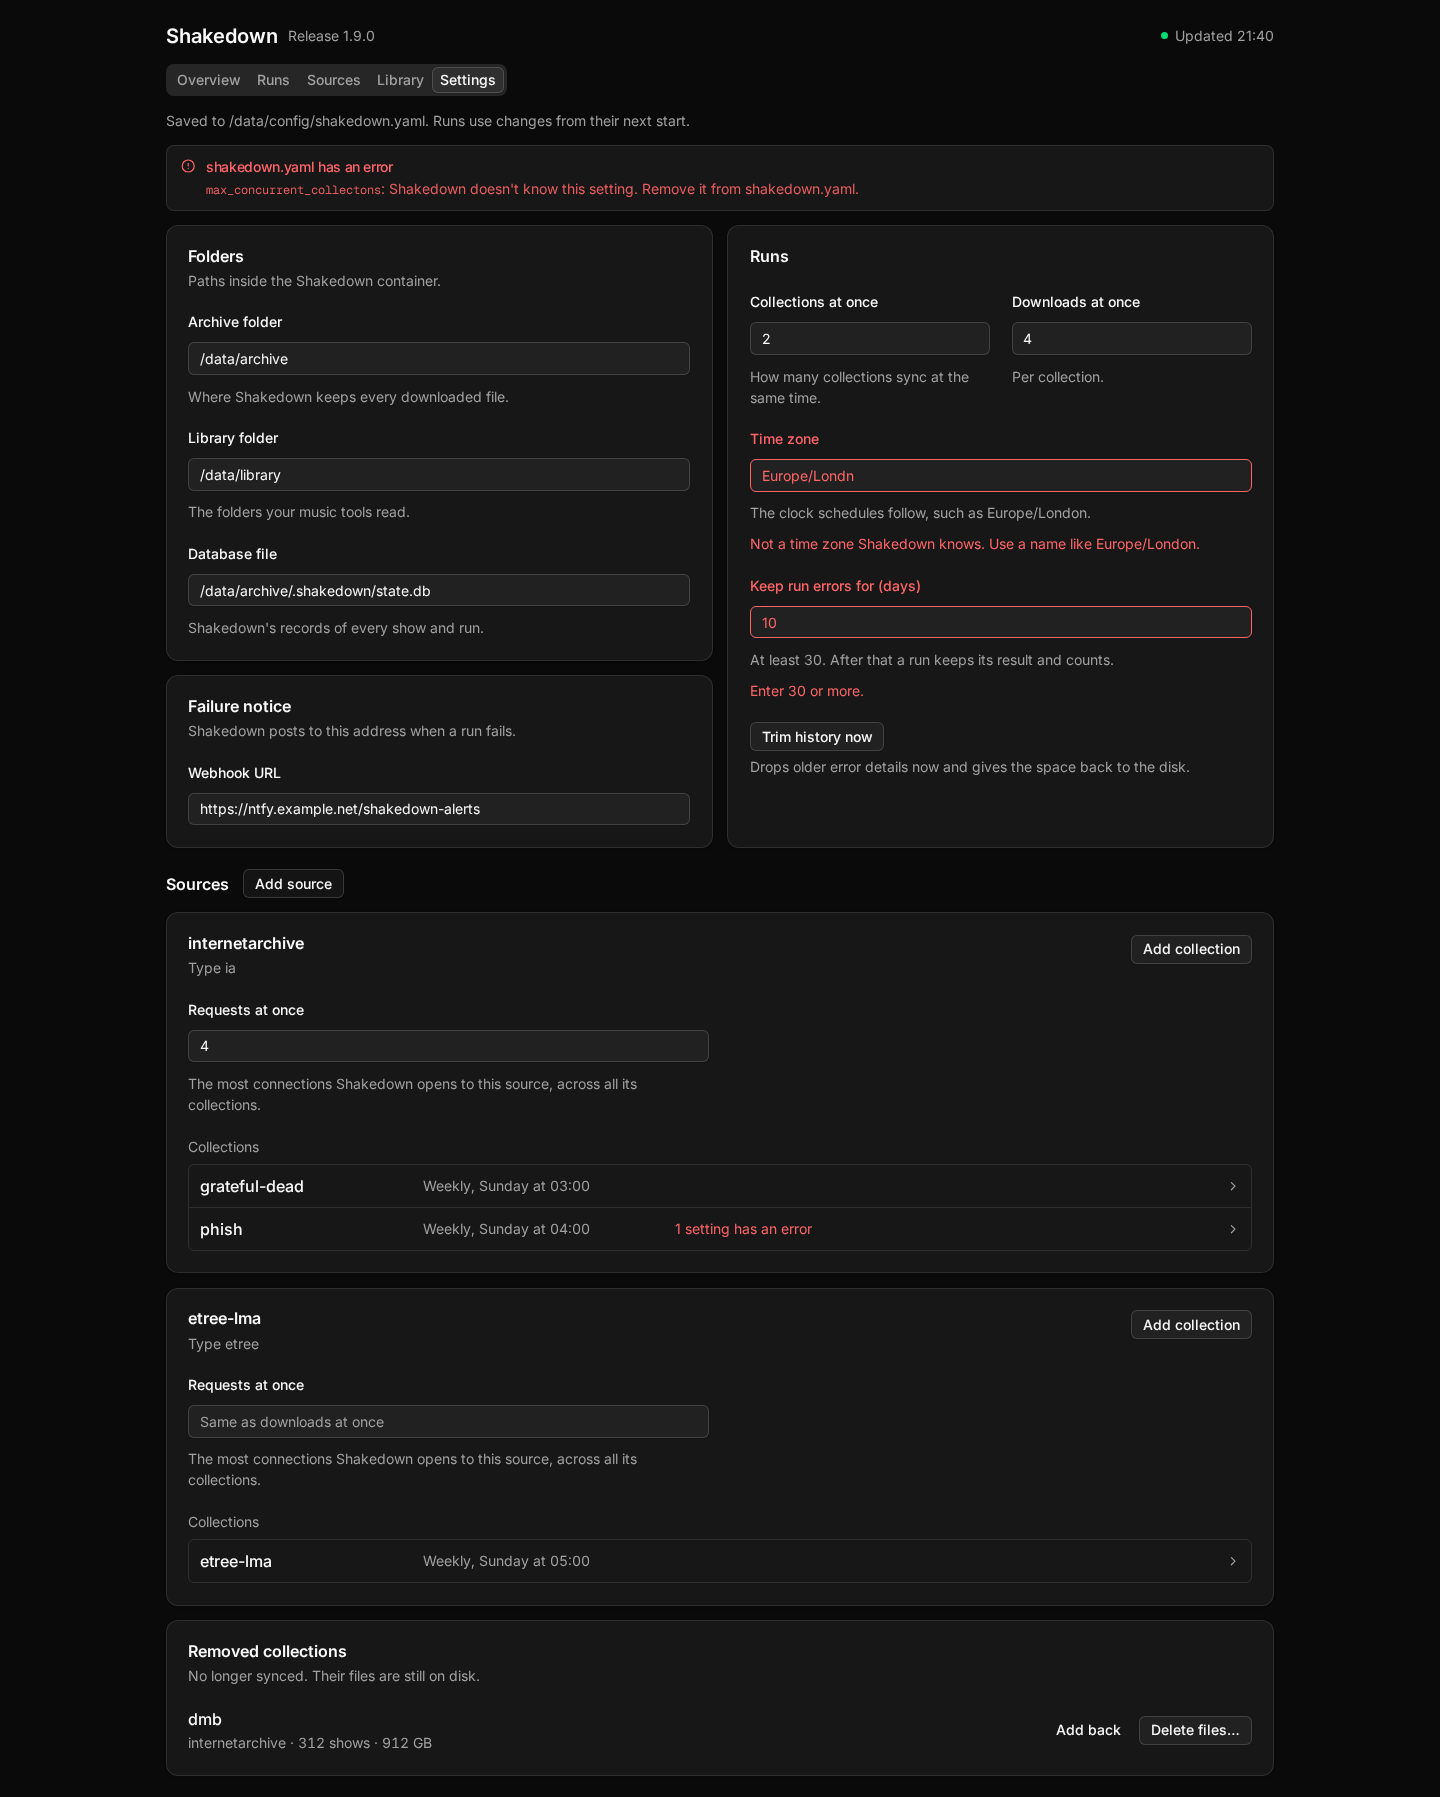 Shakedown Release 1.9.0
Updated 21:40
Overview Runs Sources Library Settings
Saved to /data/config/shakedown.yaml. Runs use changes from their next start.
shakedown.yaml has an error
max_concurrent_collectons: Shakedown doesn't know this setting. Remove it from shakedown.yaml.
Folders
Paths inside the Shakedown container.
Archive folder
/data/archive
Where Shakedown keeps every downloaded file.
Library folder
/data/library
The folders your music tools read.
Database file
/data/archive/.shakedown/state.db
Shakedown's records of every show and run.
Failure notice
Shakedown posts to this address when a run fails.
Webhook URL
https://ntfy.example.net/shakedown-alerts
Runs
Collections at once
2
How many collections sync at the
same time.
Downloads at once
4
Per collection.
Time zone
Europe/Londn
The clock schedules follow, such as Europe/London.
Not a time zone Shakedown knows. Use a name like Europe/London.
Keep run errors for (days)
10
At least 30. After that a run keeps its result and counts.
Enter 30 or more.
Trim history now
Drops older error details now and gives the space back to the disk.
Sources
Add source
internetarchive
Type ia
Add collection
Requests at once
4
The most connections Shakedown opens to this source, across all its
collections.
Collections
grateful-dead Weekly, Sunday at 03:00
phish Weekly, Sunday at 04:00 1 setting has an error
etree-lma
Type etree
Add collection
Requests at once
Same as downloads at once
The most connections Shakedown opens to this source, across all its
collections.
Collections
etree-lma Weekly, Sunday at 05:00
Removed collections
No longer synced. Their files are still on disk.
dmb
internetarchive · 312 shows · 912 GB
Add back
Delete files…